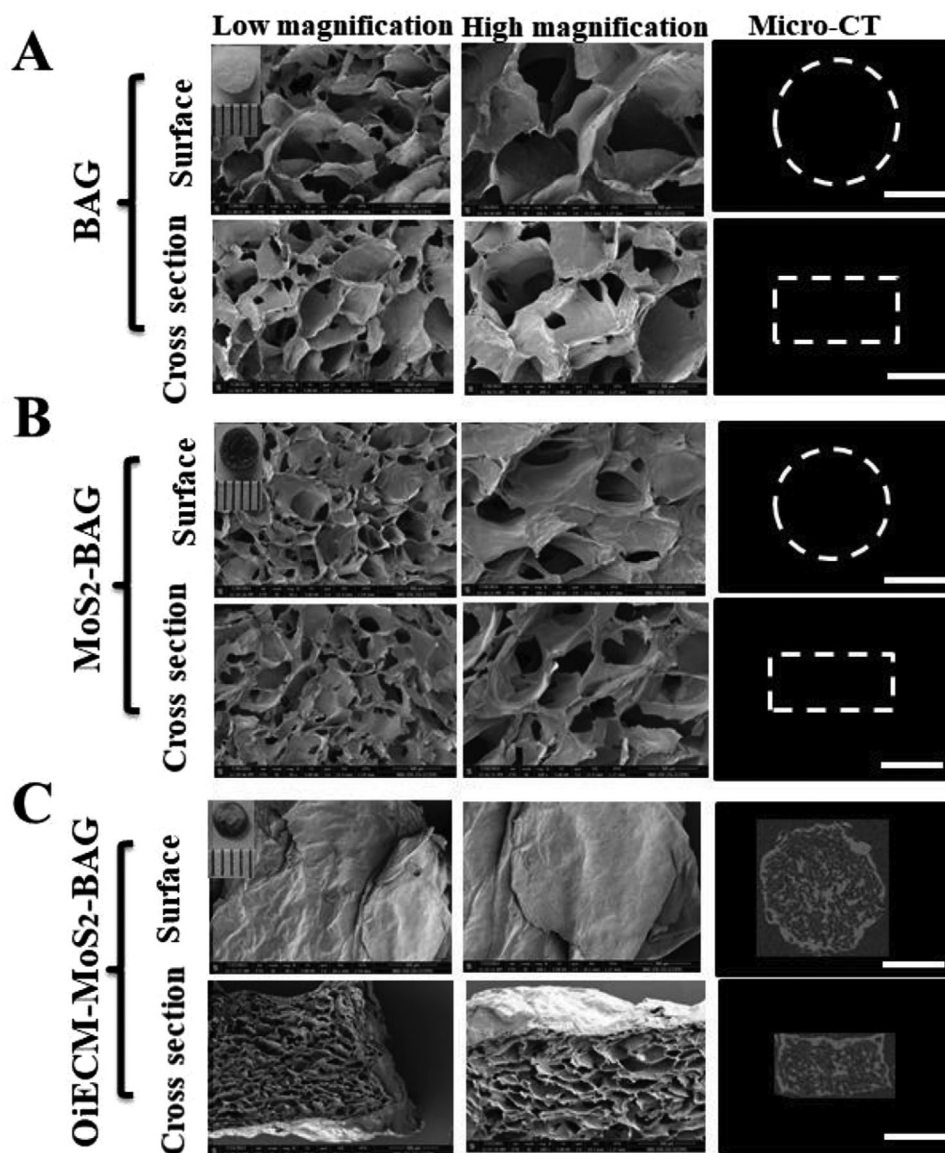 Low magnification High magnification Micro-CT
A
BAG
Surface
Cross section
B
MoS2-BAG
Surface
Cross section
C
OiECM-MoS2-BAG
Surface
Cross section